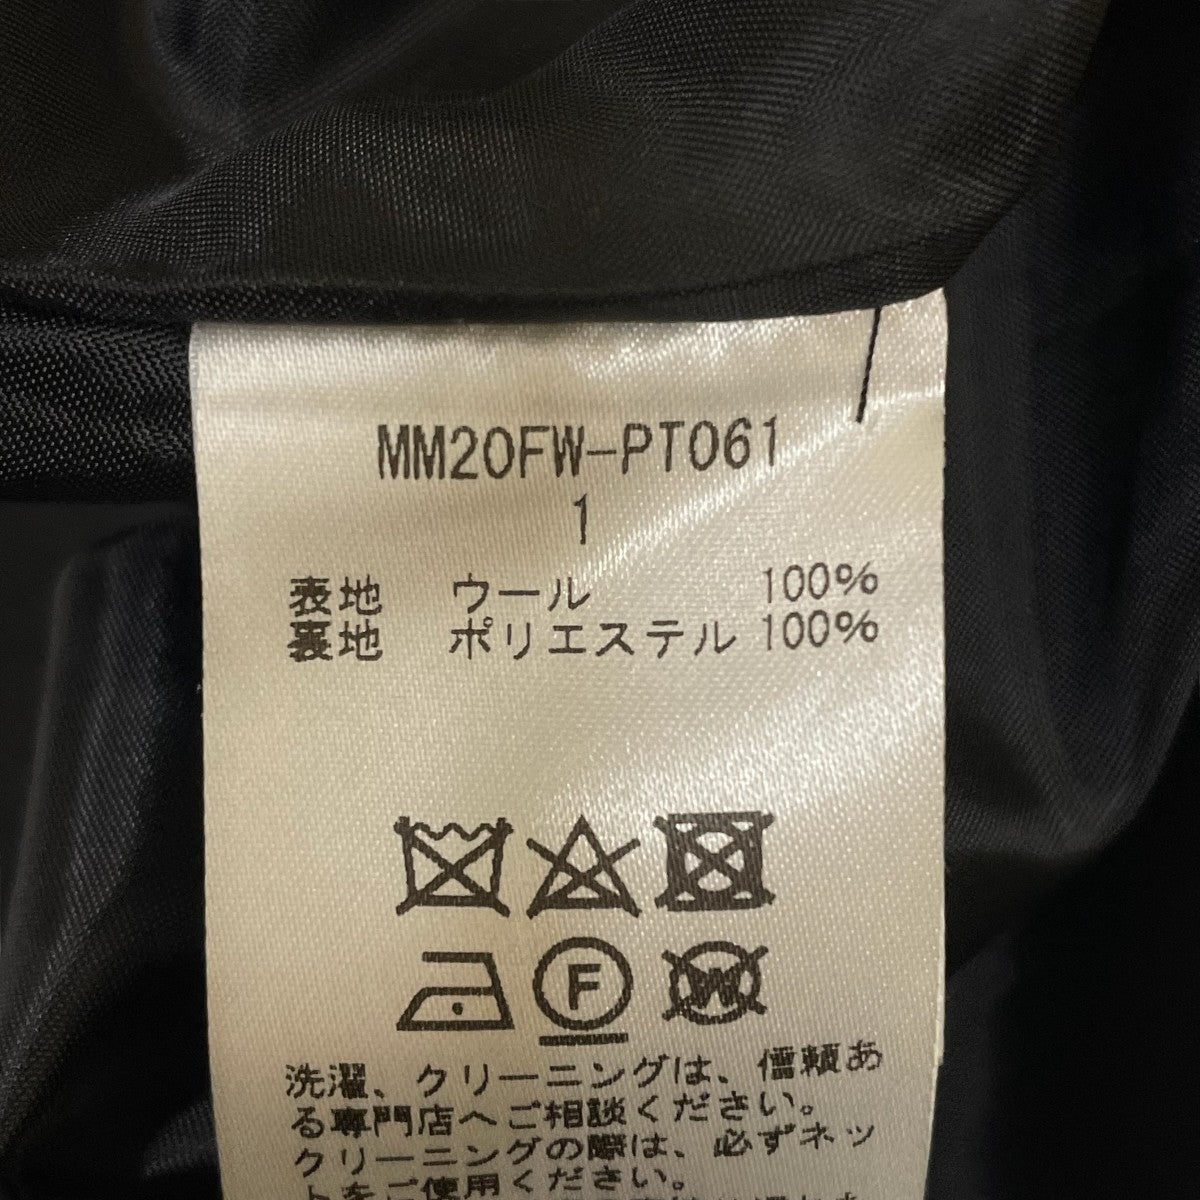 MM20FW-PT061
1
表地 ウール 100%
裏地 ポリエステル 100%
F
W
洗濯、クリーニングは、信頼あ
る専門店へご相談ください。
クリーニングの際は、必ずネッ
トをご使用ください。